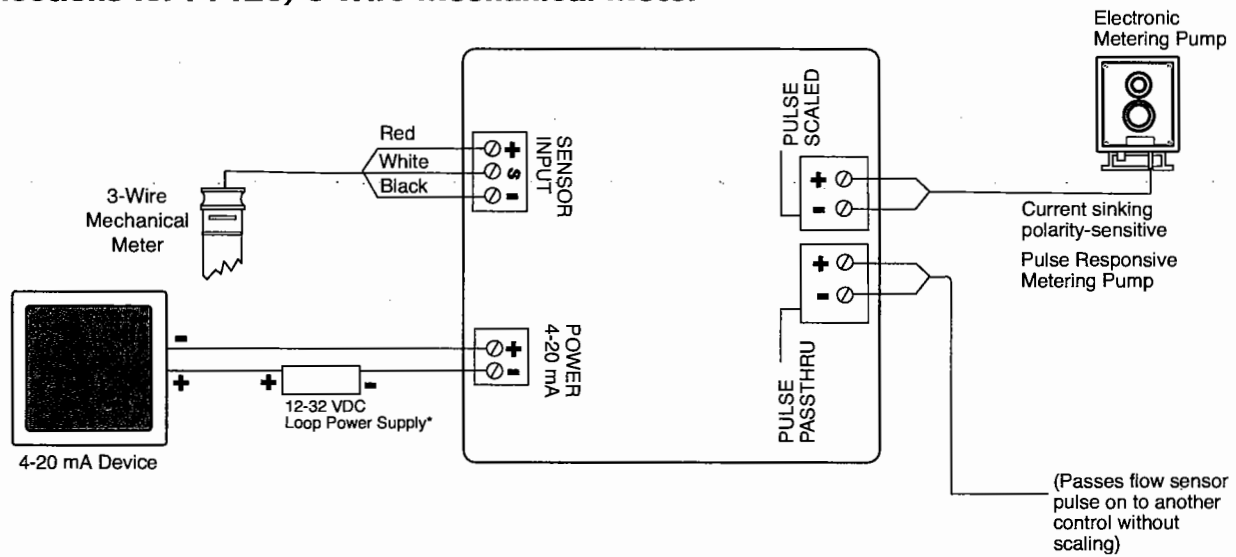 Electronic
Metering Pump
PULSE
SCALED
Red
White
Black
+
S
-
SENSOR
INPUT
3-Wire
Mechanical
Meter
+
-
Current sinking
polarity-sensitive
Pulse Responsive
Metering Pump
+
-
PULSE
PASSTHRU
-
+
+
-
12-32 VDC
Loop Power Supply*
+
-
POWER
4-20 mA
4-20 mA Device
(Passes flow sensor
pulse on to another
control without
scaling)